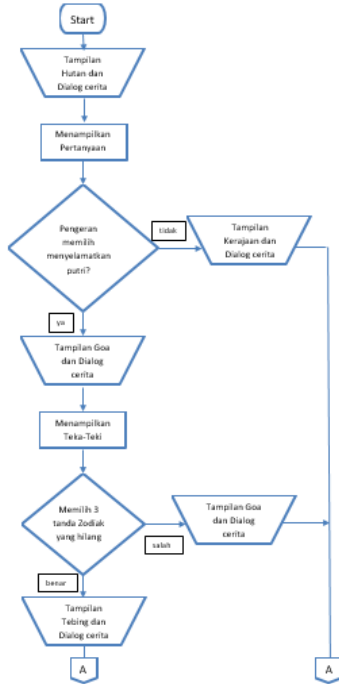 Start
Tampilan
Hutan dan
Dialog cerita
Menampilkan
Pertanyaan
Pengeran
memilih
menyelamatkan
putri?
tidak
Tampilan
Kerajaan dan
Dialog cerita
ya
Tampilan Goa
dan Dialog
cerita
Menampilkan
Teka-Teki
Memilih 3
tanda Zodiak
yang hilang
salah
Tampilan Goa
dan Dialog
cerita
benar
Tampilan
Tebing dan
Dialog cerita
A
A